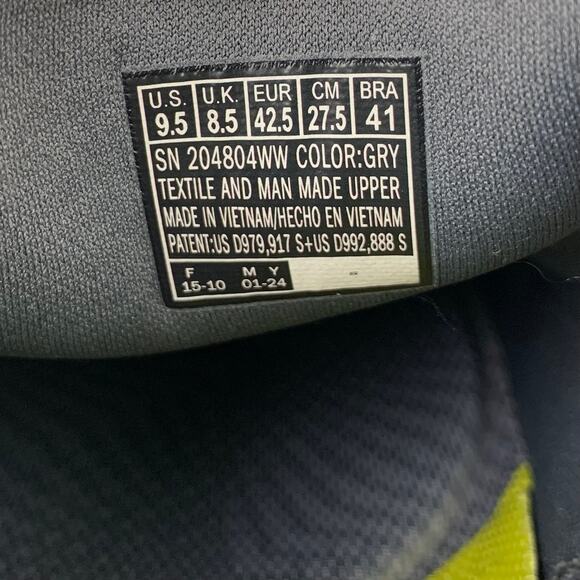 U.S. U.K. EUR CM BRA
9.5 8.5 42.5 27.5 41
SN 204804WW COLOR:GRY
TEXTILE AND MAN MADE UPPER
MADE IN VIETNAM/HECHO EN VIETNAM
PATENT:US D979,917 S+US D992,888 S
F M Y
15-10 01-24